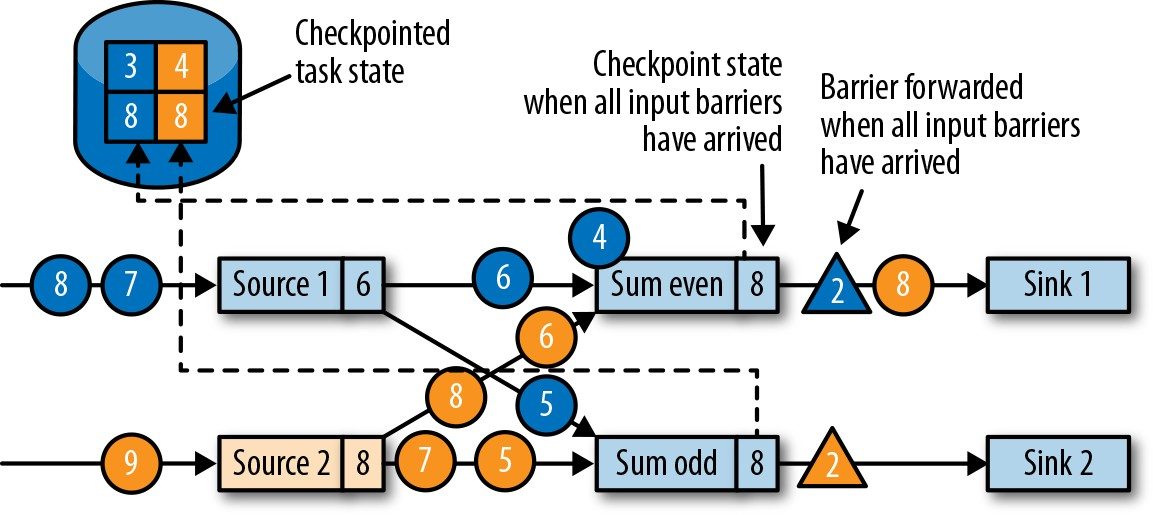 Checkpointed
task state
3 4
8 8
Checkpoint state
when all input barriers
have arrived
Barrier forwarded
when all input barriers
have arrived
4
8 7 Source 1 6 6 Sum even 8 2 8 Sink 1
6
8 5
9 Source 2 8 7 5 Sum odd 8 2 Sink 2